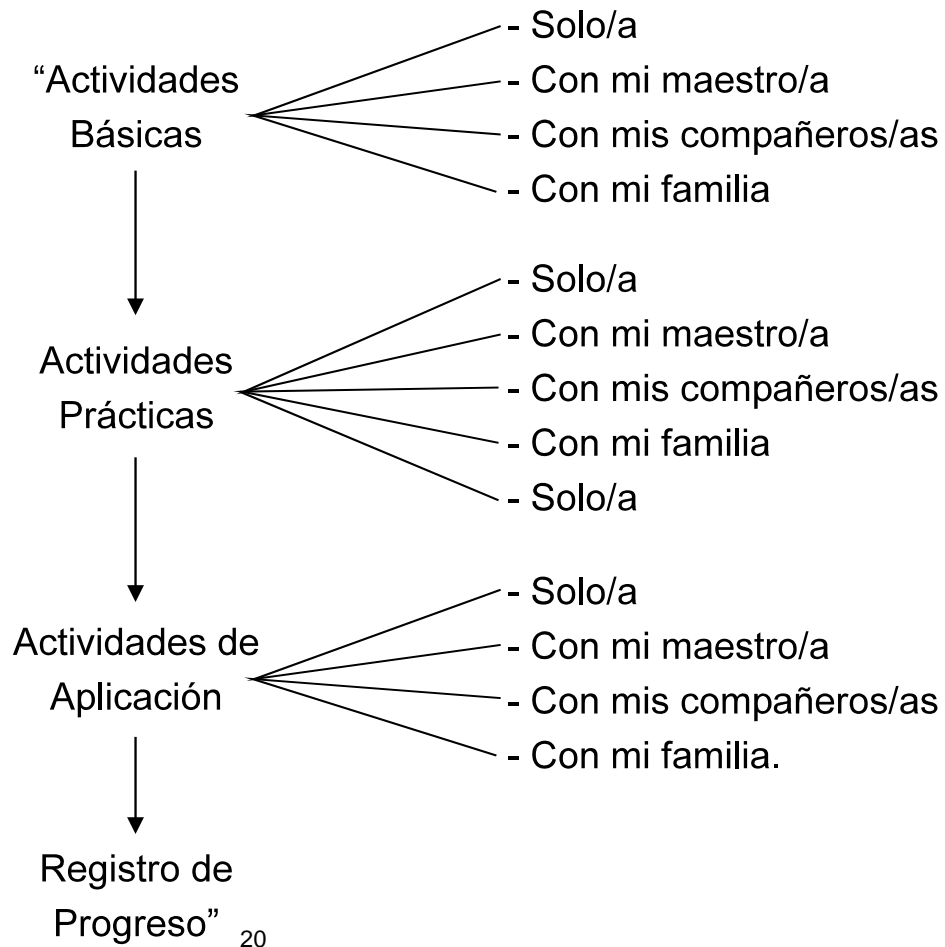 “Actividades
Básicas
- Solo/a
- Con mi maestro/a
- Con mis compañeros/as
- Con mi familia
Actividades
Prácticas
- Solo/a
- Con mi maestro/a
- Con mis compañeros/as
- Con mi familia
- Solo/a
Actividades de
Aplicación
- Solo/a
- Con mi maestro/a
- Con mis compañeros/as
- Con mi familia.
Registro de
Progreso” 20